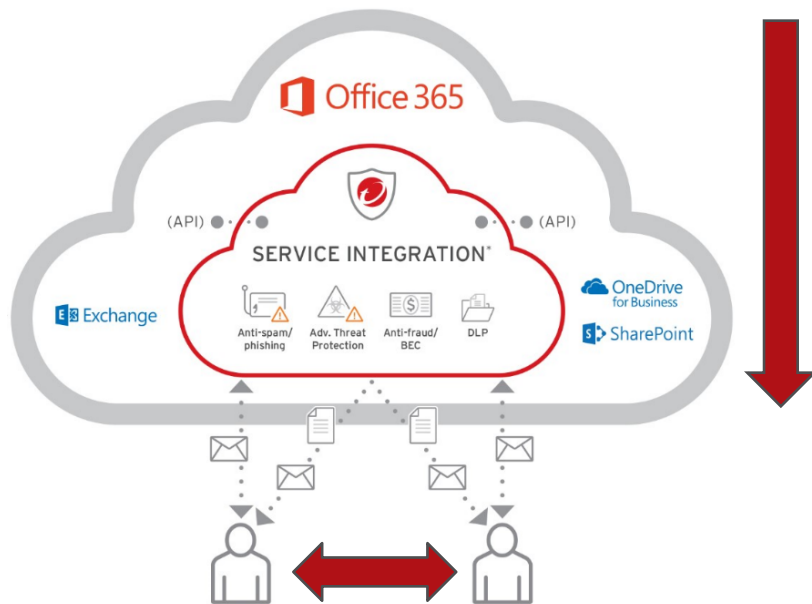 Office 365
(API)
(API)
SERVICE INTEGRATION*
Exchange
OneDrive
for Business
SharePoint
Anti-spam/
phishing
Adv. Threat
Protection
Anti-fraud/
BEC
DLP